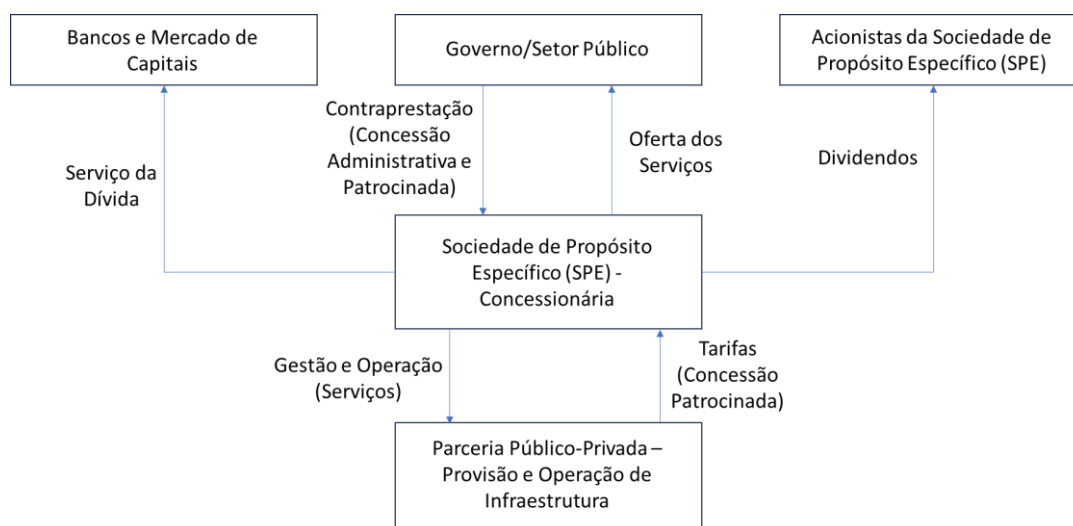 Bancos e Mercado de
Capitais
Governo/Setor Público
Acionistas da Sociedade de
Propósito Específico (SPE)
Contraprestação
(Concessão
Administrativa e
Patrocinada)
Oferta dos
Serviços
Dividendos
Serviço da
Dívida
Sociedade de Propósito
Específico (SPE) -
Concessionária
Gestão e Operação
(Serviços)
Tarifas
(Concessão
Patrocinada)
Parceria Público-Privada –
Provisão e Operação de
Infraestrutura